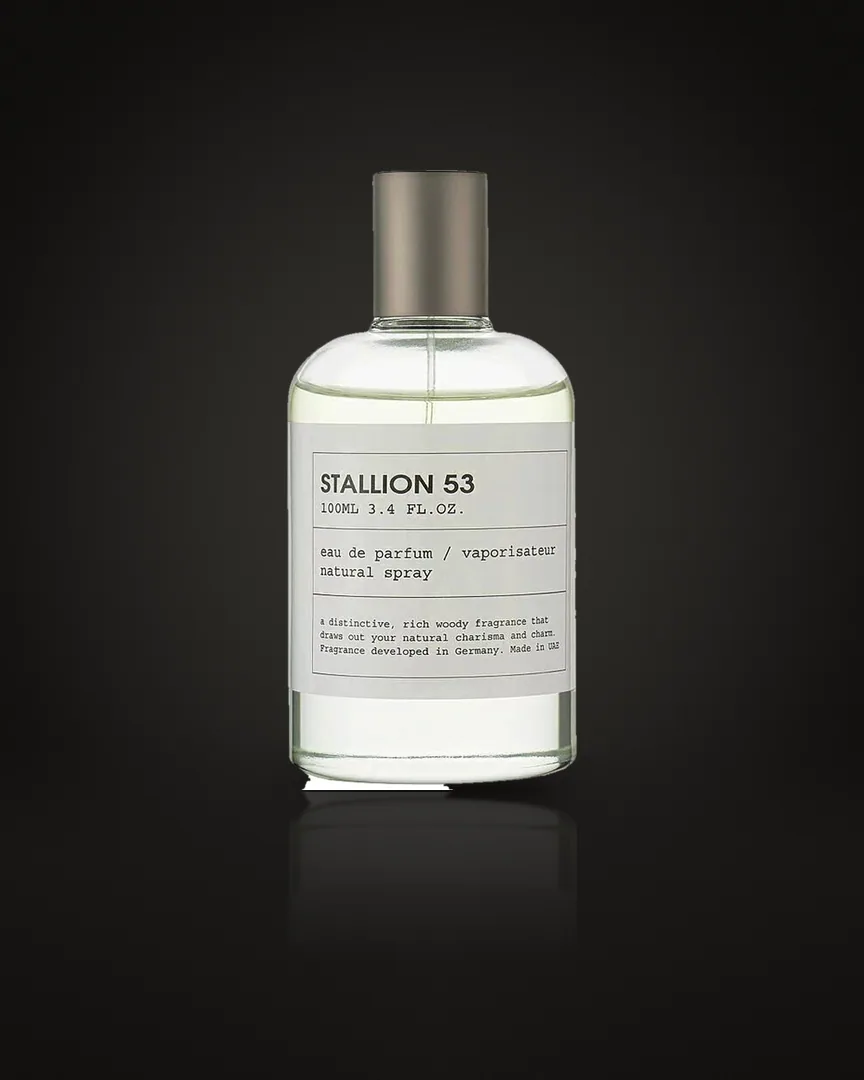 STALLION 53
100ML 3.4 FL.OZ.
eau de parfum / vaporisateur
natural spray
a distinctive, rich woody fragrance that
draws out your natural charisma and charm.
Fragrance developed in Germany. Made in UAE